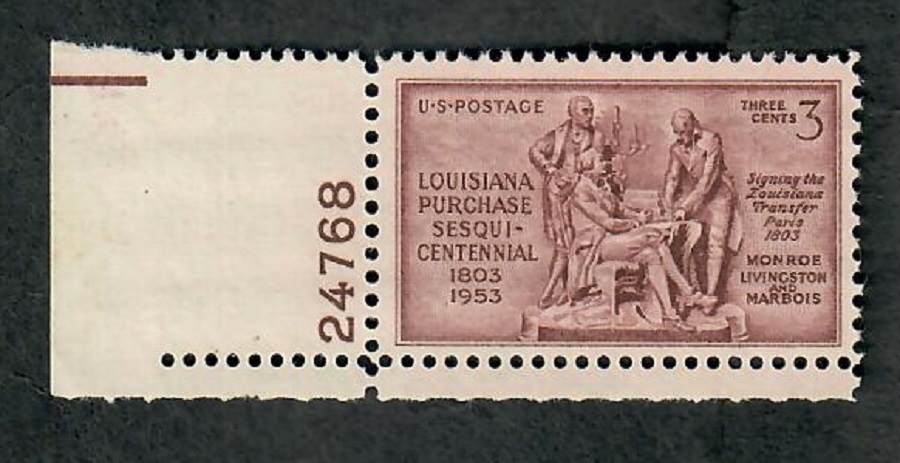 24768
U·S·POSTAGE
THREE
CENTS 3
LOUISIANA
PURCHASE
SESQUI-
CENTENNIAL
1803
1953
Signing the
Louisiana
Transfer
Paris
1803
MONROE
LIVINGSTON
AND
MARBOIS